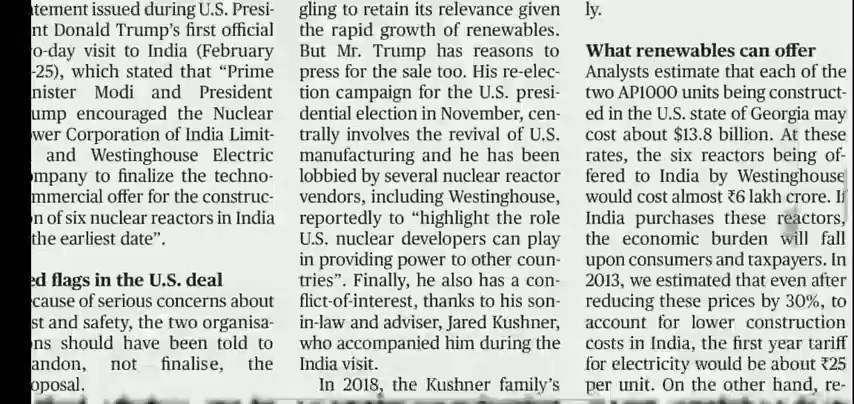 atement issued during U.S. Presi-
nt Donald Trump's first official
o-day visit to India (February
-25), which stated that "Prime
nister Modi and President
ump encouraged the Nuclear
wer Corporation of India Limit-
and Westinghouse Electric
mpany to finalize the techno-
mmercial offer for the construc-
n of six nuclear reactors in India
the earliest date".
ed flags in the U.S. deal
cause of serious concerns about
st and safety, the two organisa-
ns should have been told to
andon, not finalise, the
oposal.
gling to retain its relevance given
the rapid growth of renewables.
But Mr. Trump has reasons to
press for the sale too. His re-elec-
tion campaign for the U.S. presi-
dential election in November, cen-
trally involves the revival of U.S.
manufacturing and he has been
lobbied by several nuclear reactor
vendors, including Westinghouse,
reportedly to "highlight the role
U.S. nuclear developers can play
in providing power to other coun-
tries". Finally, he also has a con-
flict-of-interest, thanks to his son-
in-law and adviser, Jared Kushner,
who accompanied him during the
India visit.
In 2018, the Kushner family's
ly.
What renewables can offer
Analysts estimate that each of the
two AP1000 units being construct-
ed in the U.S. state of Georgia may
cost about $13.8 billion. At these
rates, the six reactors being of-
fered to India by Westinghouse
would cost almost ₹6 lakh crore. If
India purchases these reactors,
the economic burden will fall
upon consumers and taxpayers. In
2013, we estimated that even after
reducing these prices by 30%, to
account for lower construction
costs in India, the first year tariff
for electricity would be about ₹25
per unit. On the other hand, re-